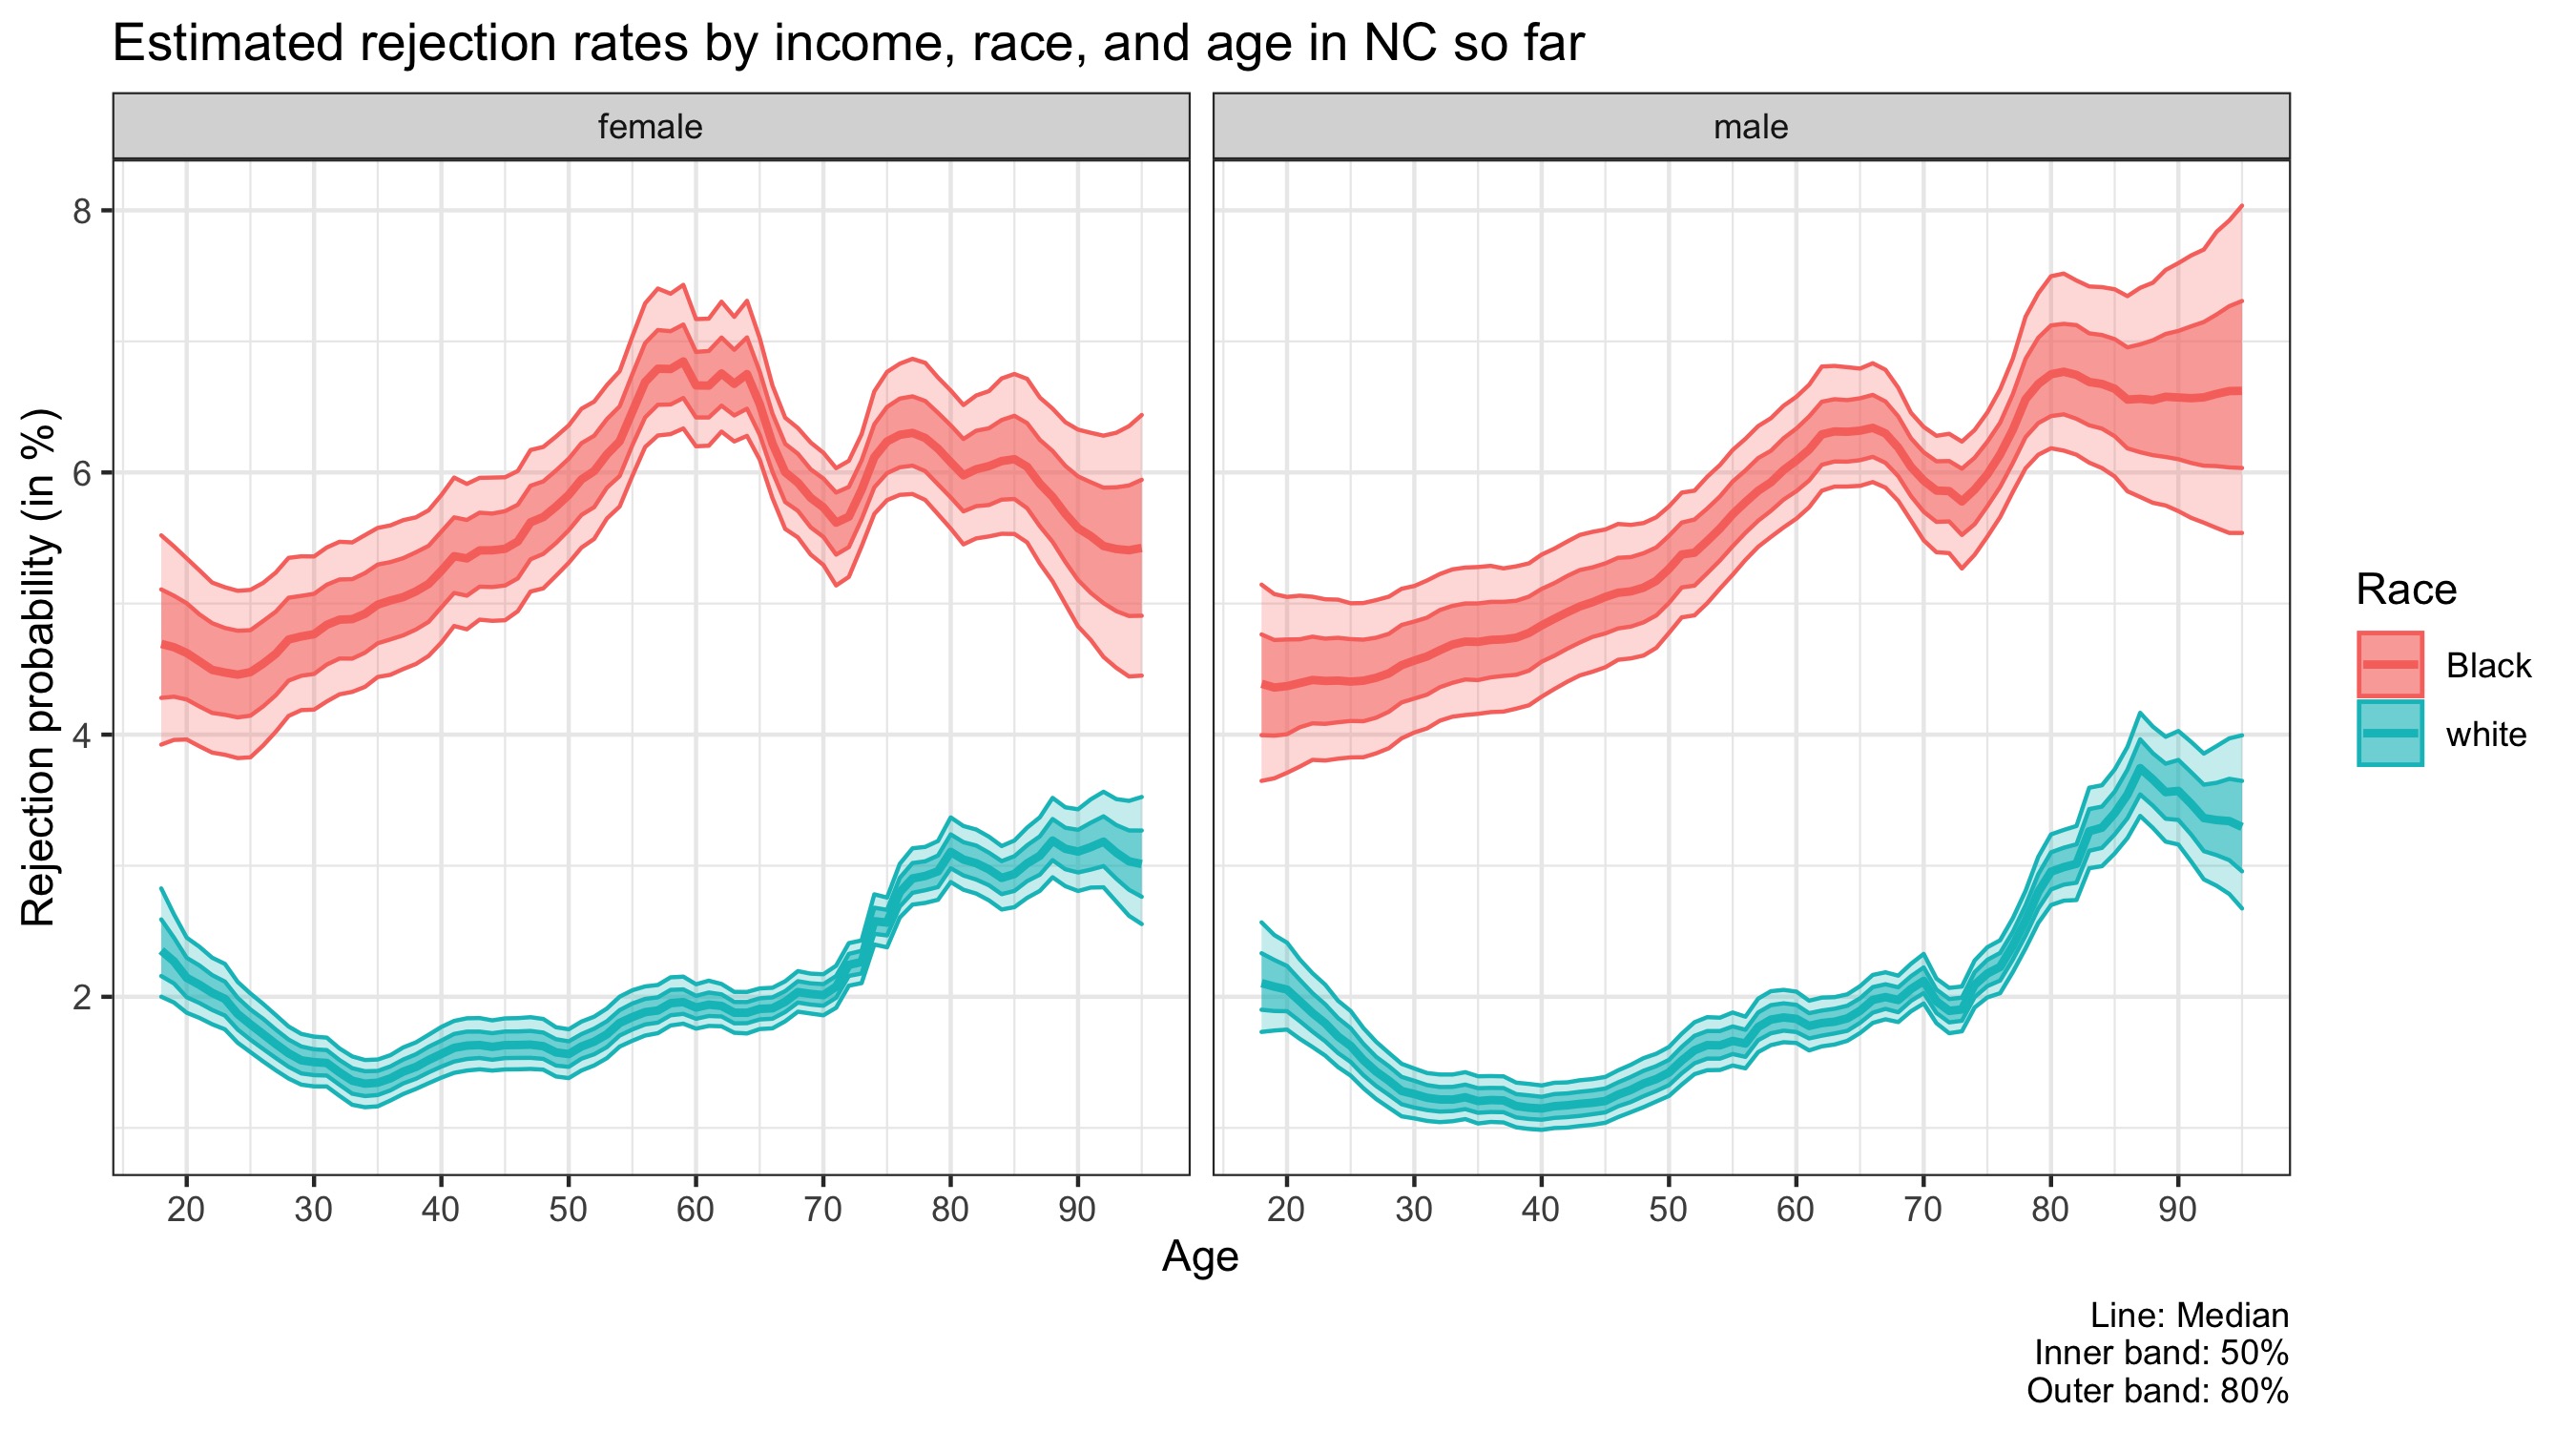 Estimated rejection rates by income, race, and age in NC so far
female
male
Rejection probability (in %)
8
6
4
2
20 30 40 50 60 70 80 90
20 30 40 50 60 70 80 90
Age
Race
Black
white
Line: Median
Inner band: 50%
Outer band: 80%